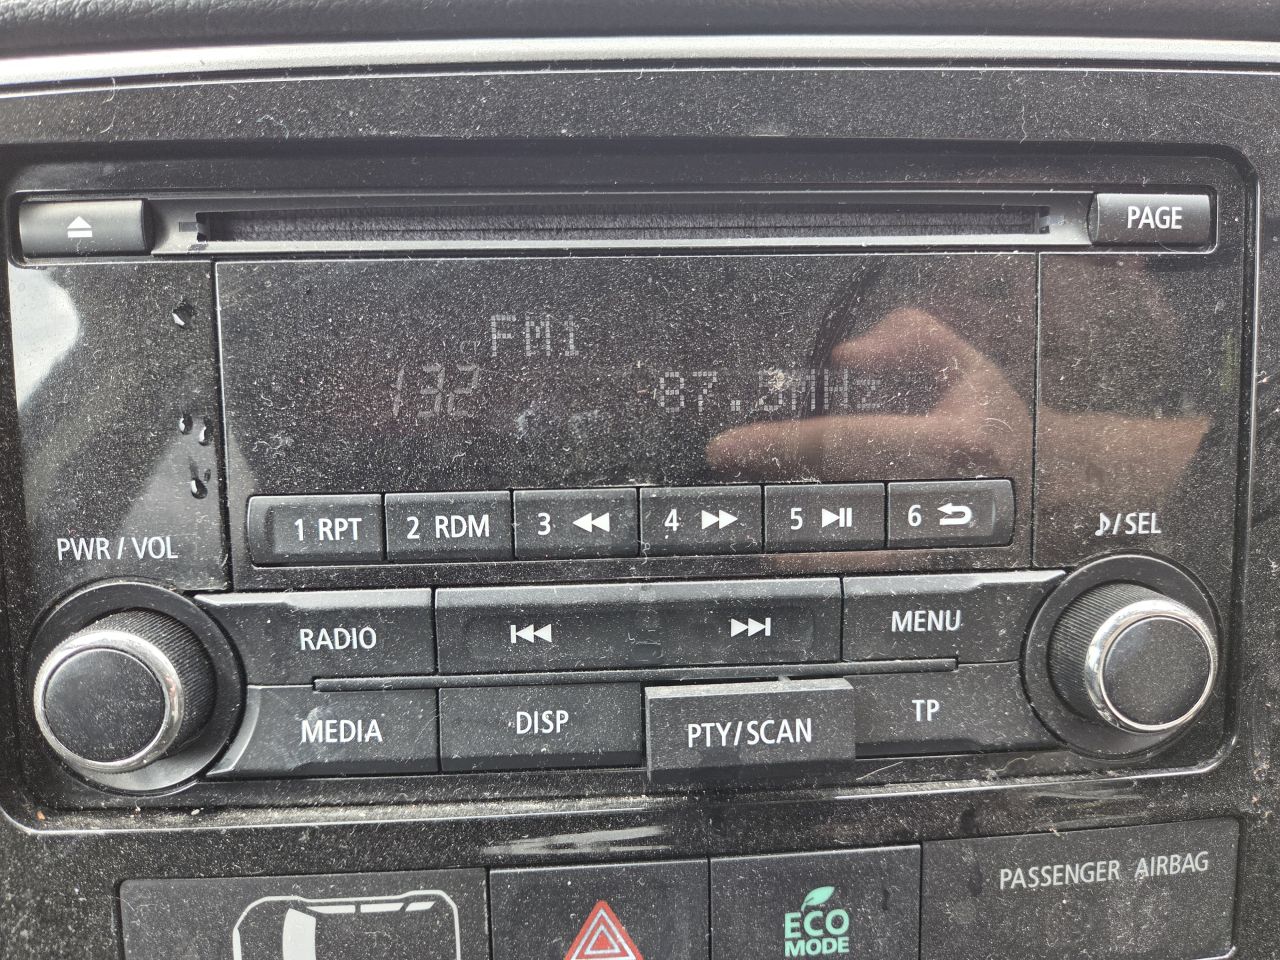 PAGE
FM1
132
87.5MHz
1 RPT
2 RDM
3
4
5
6
PWR / VOL
/SEL
RADIO
MENU
MEDIA
DISP
PTY/SCAN
TP
PASSENGER AIRBAG
ECO
MODE